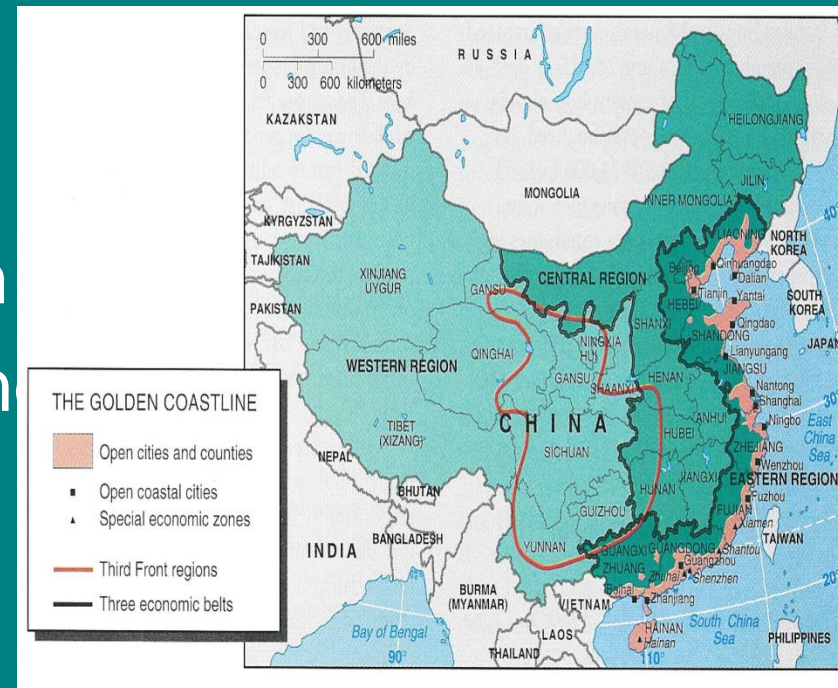 THE GOLDEN COASTLINE
Open cities and counties
Open coastal cities
Special economic zones
Third Front regions
Three economic belts
0 300 600 miles
0 300 600 kilometers
RUSSIA
KAZAKSTAN
MONGOLIA
KYRGYZSTAN
TAJIKISTAN
PAKISTAN
NEPAL
BHUTAN
INDIA
BANGLADESH
BURMA
(MYANMAR)
VIETNAM
LAOS
THAILAND
NORTH
KOREA
SOUTH
KOREA
JAPAN
TAIWAN
PHILIPPINES
CHINA
WESTERN REGION
CENTRAL REGION
EASTERN REGION
HEILONGJIANG
JILIN
INNER MONGOLIA
LIAONING
XINJIANG
UYGUR
GANSU
QINGHAI
NINGXIA
HUI
GANSU
SHAANXI
SHANXI
HEBEI
SHANDONG
HENAN
JIANGSU
ANHUI
HUBEI
ZHEJIANG
TIBET
(XIZANG)
SICHUAN
HUNAN
JIANGXI
FUJIAN
GUIZHOU
YUNNAN
GUANGXI
ZHUANG
GUANGDONG
HAINAN
Beijing
Qinhuangdao
Dalian
Tianjin
Yantai
Qingdao
Lianyungang
Nantong
Shanghai
Ningbo
Wenzhou
Fuzhou
Xiamen
Shantou
Guangzhou
Zhuhai
Shenzhen
Beihai
Zhanjiang
Hainan
East
China
Sea
South China
Sea
Bay of Bengal
90°
110°
40°
30°
20°